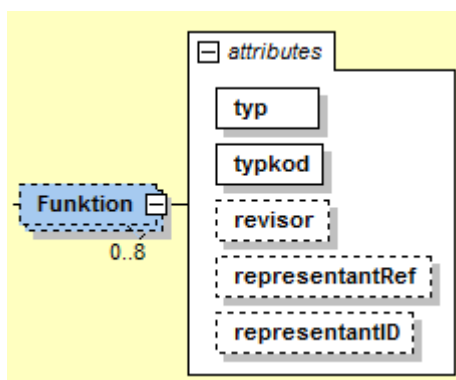 attributes
typ
typkod
Funktion
revisor
0..8
representantRef
representantID